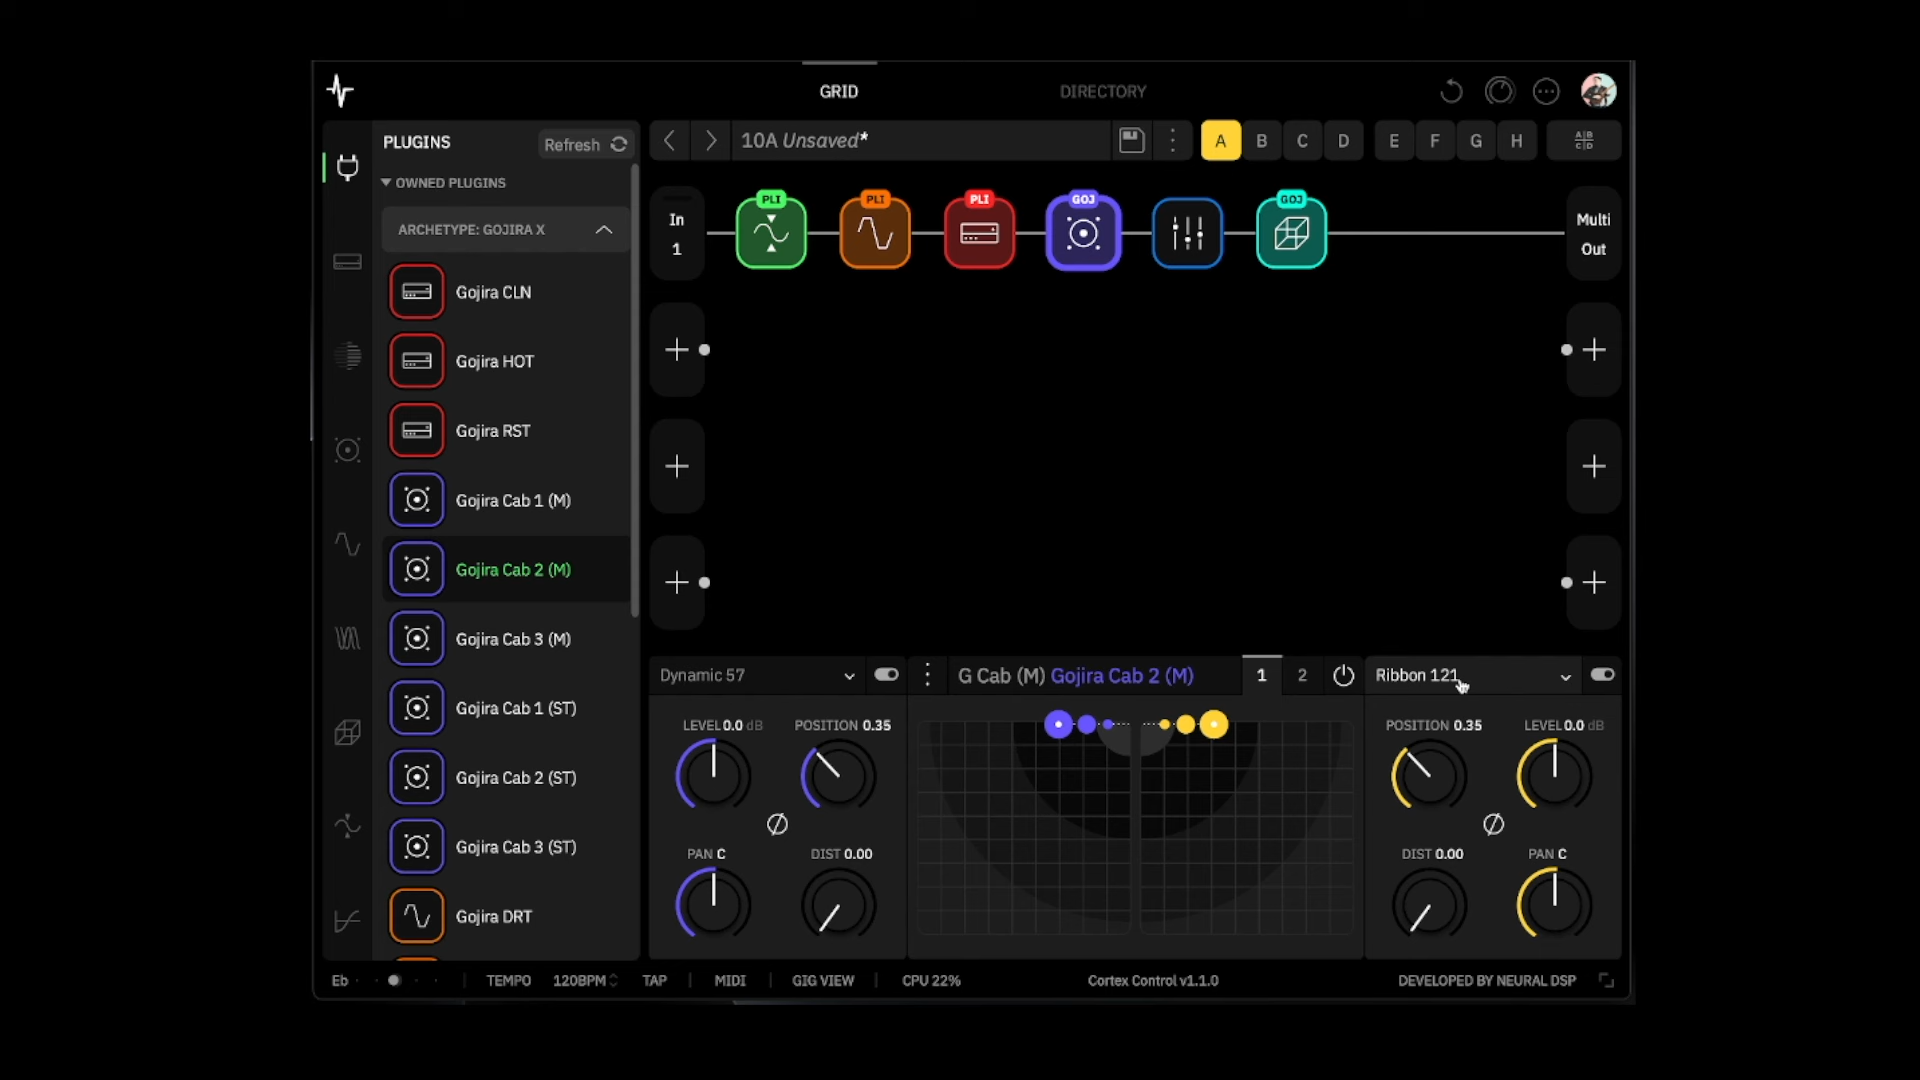 GRID
DIRECTORY
PLUGINS
Refresh
10A Unsaved*
A
B
C
D
E
F
G
H
A|B
C|D
OWNED PLUGINS
ARCHETYPE: GOJIRA X
Gojira CLN
Gojira HOT
Gojira RST
Gojira Cab 1 (M)
Gojira Cab 2 (M)
Gojira Cab 3 (M)
Gojira Cab 1 (ST)
Gojira Cab 2 (ST)
Gojira Cab 3 (ST)
Gojira DRT
In
1
PLI
PLI
PLI
GOJ
GOJ
Multi
Out
Dynamic 57
G Cab (M) Gojira Cab 2 (M)
1
2
Ribbon 121
LEVEL 0.0 dB
POSITION 0.35
PAN C
DIST 0.00
POSITION 0.35
LEVEL 0.0 dB
DIST 0.00
PAN C
Eb
TEMPO
120BPM
TAP
MIDI
GIG VIEW
CPU 22%
Cortex Control v1.1.0
DEVELOPED BY NEURAL DSP